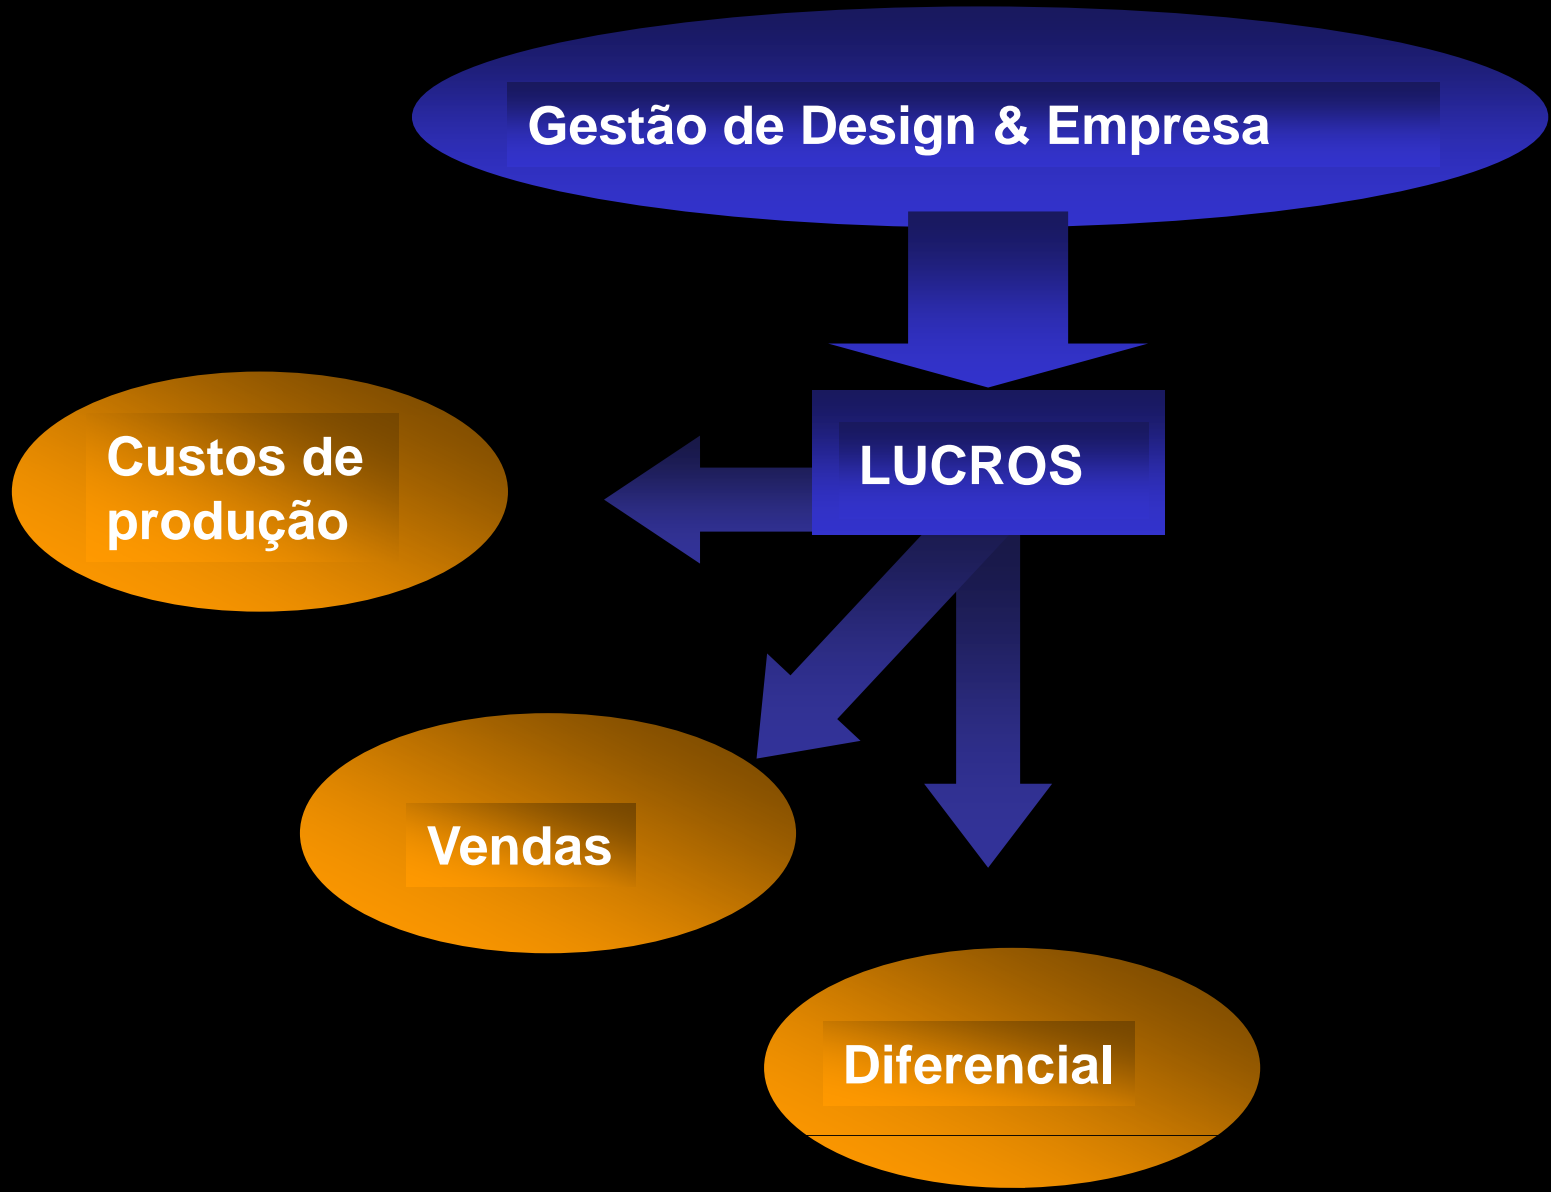 Gestão de Design & Empresa
LUCROS
Custos de
produção
Vendas
Diferencial